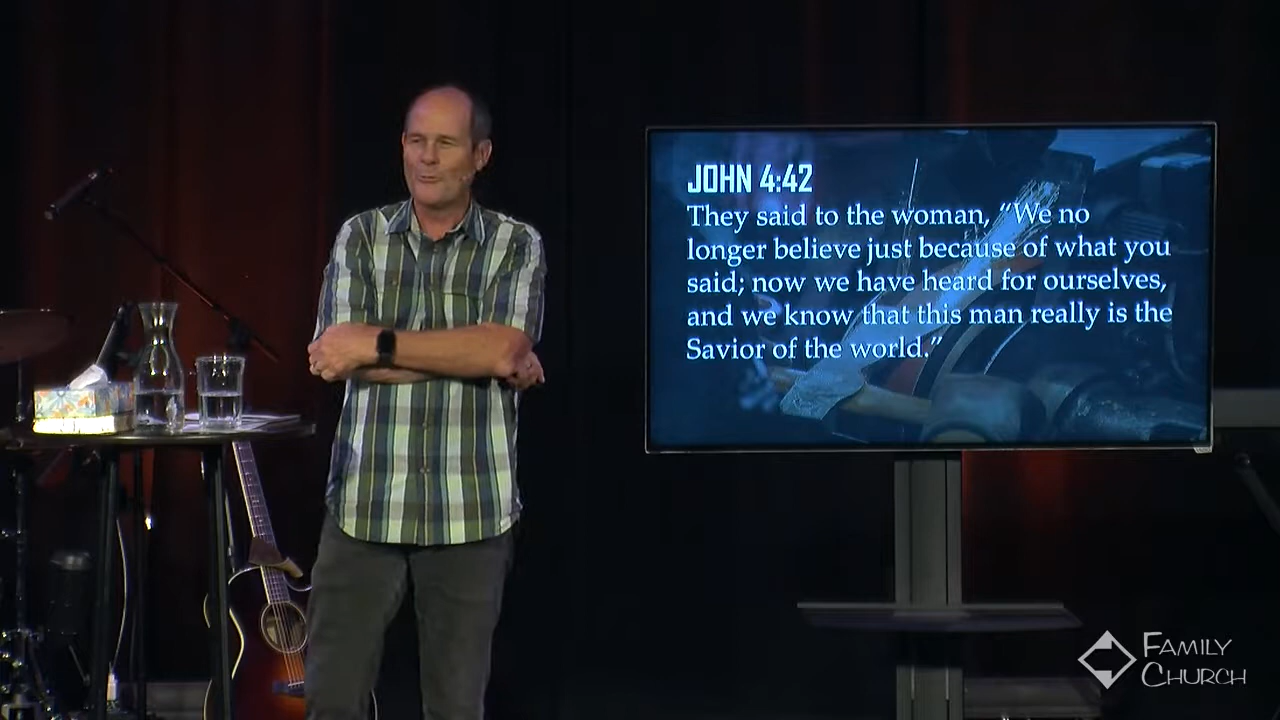 JOHN 4:42
They said to the woman, “We no
longer believe just because of what you
said; now we have heard for ourselves,
and we know that this man really is the
Savior of the world.”
FAMILY
CHURCH